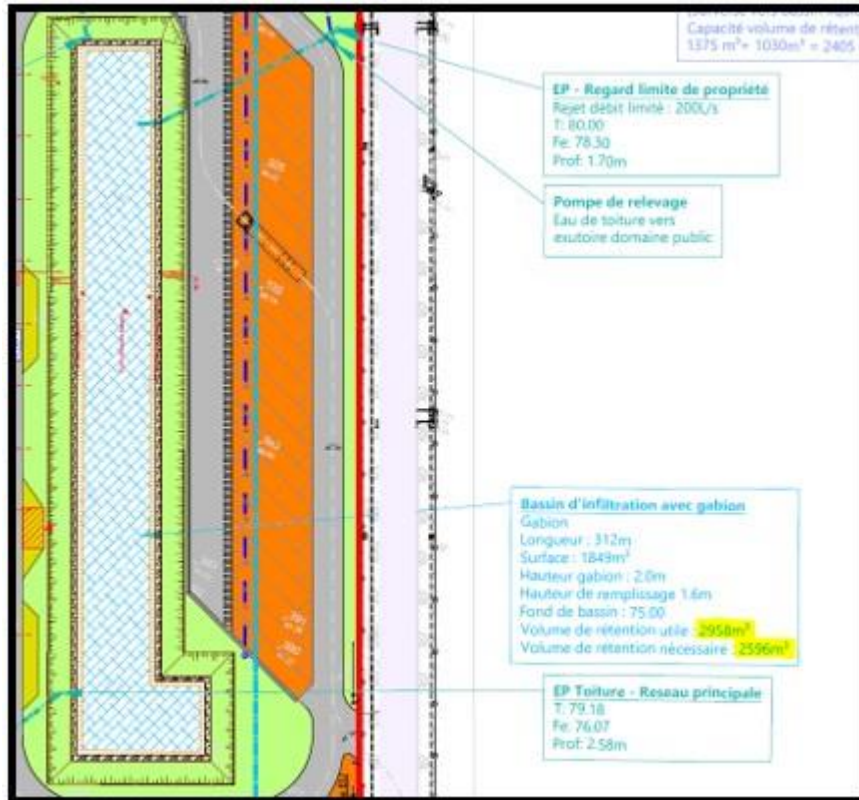 Capacité volume de rétent
1375 m³+ 1030m³ = 2405
EP - Regard limite de propriété
Rejet débit limité : 200L/s
T: 80.00
Fe: 78.30
Prof: 1.70m
Pompe de relevage
Eau de toiture vers
exutoire domaine public
Bassin d'infiltration avec gabion
Gabion
Longueur : 312m
Surface : 1849m²
Hauteur gabion : 2.0m
Hauteur de remplissage 1.6m
Fond de bassin : 75.00
Volume de rétention utile : 2958m³
Volume de rétention nécessaire : 2596m³
EP Toiture - Reseau principale
T: 79.18
Fe: 76.07
Prof: 2.58m